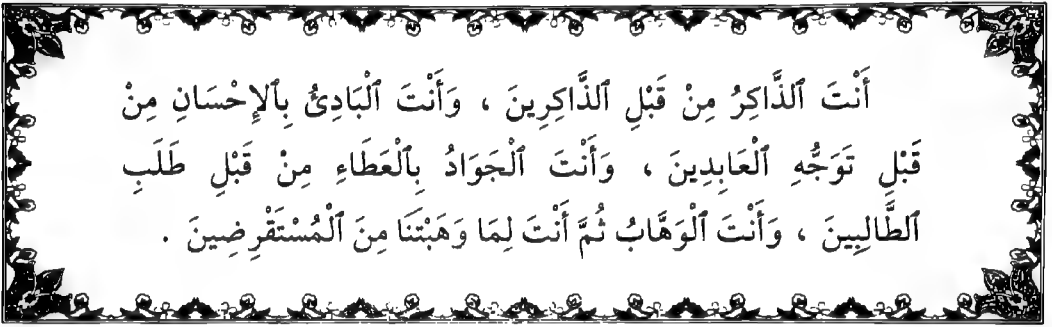 أَنْتَ ٱلذَّاكِرُ مِنْ قَبْلِ ٱلذَّاكِرِينَ ، وَأَنْتَ ٱلْبَادِئُ بِٱلإِحْسَانِ مِنْ
قَبْلِ تَوَجُّهِ ٱلْعَابِدِينَ ، وَأَنْتَ ٱلْجَوَادُ بِٱلْعَطَاءِ مِنْ قَبْلِ طَلَبِ
ٱلطَّالِبِينَ ، وَأَنْتَ ٱلْوَهَّابُ ثُمَّ أَنْتَ لِمَا وَهَبْتَنَا مِنَ ٱلْمُسْتَقْرِضِينَ .